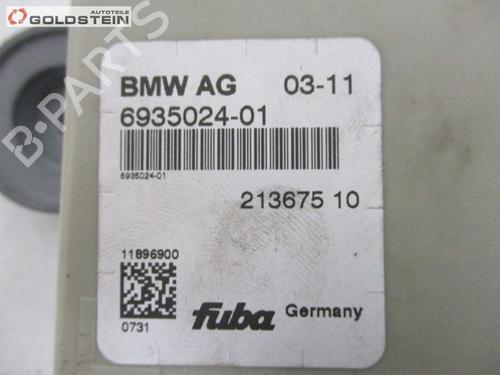 Autoteile
GOLDSTEIN
B-PARTS
BMW AG 03-11
6935024-01
6935024-01
213675 10
11896900
0731
fuba Germany